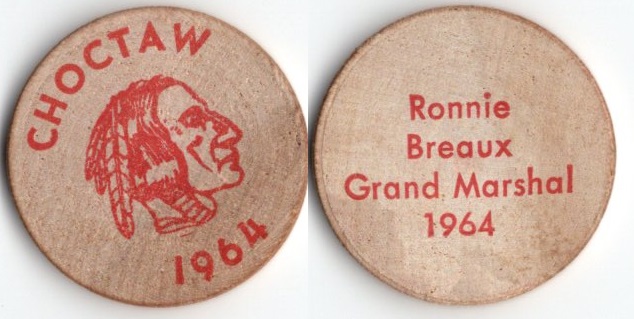 CHOCTAW
1964
Ronnie
Breaux
Grand Marshal
1964